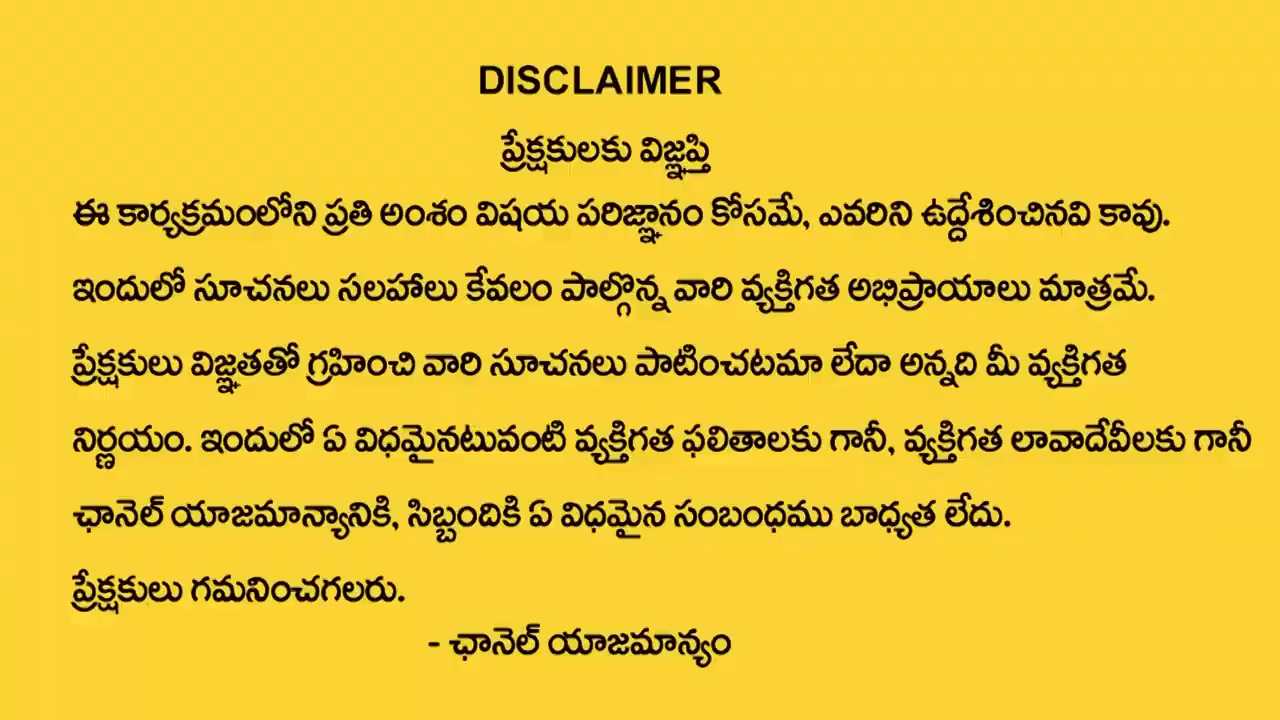 DISCLAIMER
ప్రేక్షకులకు విజ్ఞప్తి
ఈ కార్యక్రమంలోని ప్రతి అంశం విషయ పరిజ్ఞానం కోసమే, ఎవరిని ఉద్దేశించినవి కావు.
ఇందులో సూచనలు సలహాలు కేవలం పాల్గొన్న వారి వ్యక్తిగత అభిప్రాయాలు మాత్రమే.
ప్రేక్షకులు విజ్ఞతతో గ్రహించి వారి సూచనలు పాటించటమా లేదా అన్నది మీ వ్యక్తిగత
నిర్ణయం. ఇందులో ఏ విధమైనటువంటి వ్యక్తిగత ఫలితాలకు గానీ, వ్యక్తిగత లావాదేవీలకు గానీ
ఛానెల్ యాజమాన్యానికి, సిబ్బందికి ఏ విధమైన సంబంధము బాధ్యత లేదు.
ప్రేక్షకులు గమనించగలరు.
- ఛానెల్ యాజమాన్యం